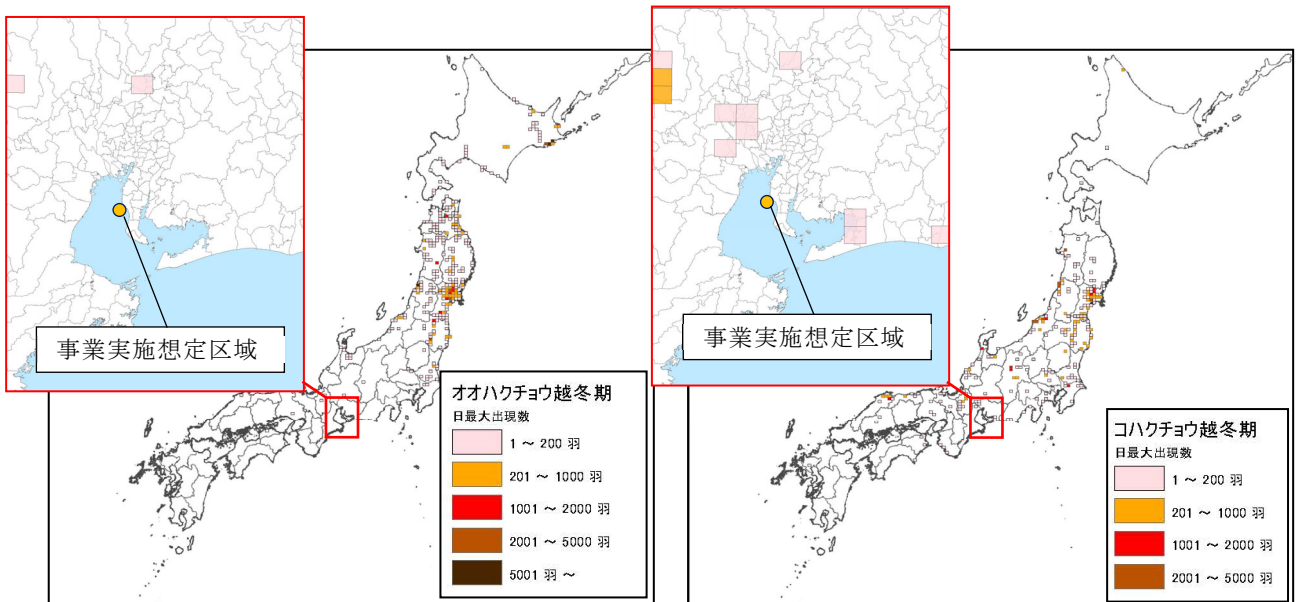 事業実施想定区域
オオハクチョウ越冬期
日最大出現数
1 ～ 200 羽
201 ～ 1000 羽
1001 ～ 2000 羽
2001 ～ 5000 羽
5001 羽 ～
事業実施想定区域
コハクチョウ越冬期
日最大出現数
1 ～ 200 羽
201 ～ 1000 羽
1001 ～ 2000 羽
2001 ～ 5000 羽